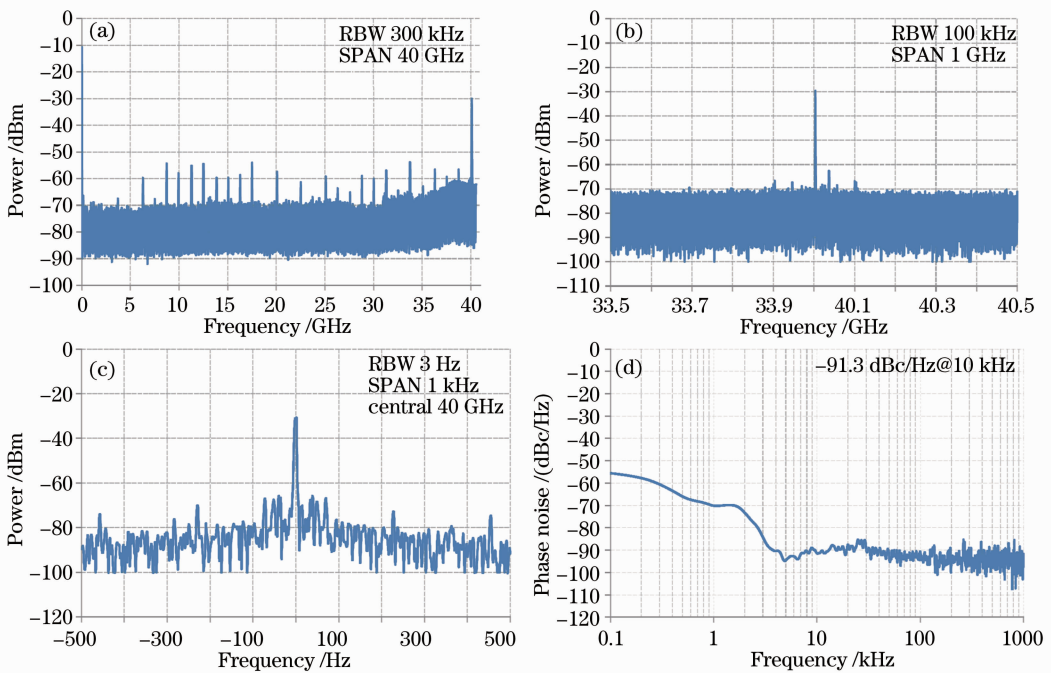 (a)
RBW 300 kHz
SPAN 40 GHz
0
−10
−20
−30
−40
−50
−60
−70
−80
−90
−100
Power /dBm
0 5 10 15 20 25 30 35 40
Frequency /GHz
(b)
RBW 100 kHz
SPAN 1 GHz
0
−10
−20
−30
−40
−50
−60
−70
−80
−90
−100
−110
Power /dBm
33.5 33.7 33.9 40.1 40.3 40.5
Frequency /GHz
(c)
RBW 3 Hz
SPAN 1 kHz
central 40 GHz
0
−20
−40
−60
−80
−100
−120
Power /dBm
−500 −300 −100 100 300 500
Frequency /Hz
(d)
−91.3 dBc/Hz@10 kHz
0
−10
−20
−30
−40
−50
−60
−70
−80
−90
−100
−110
−120
Phase noise /(dBc/Hz)
0.1 1 10 100 1000
Frequency /kHz